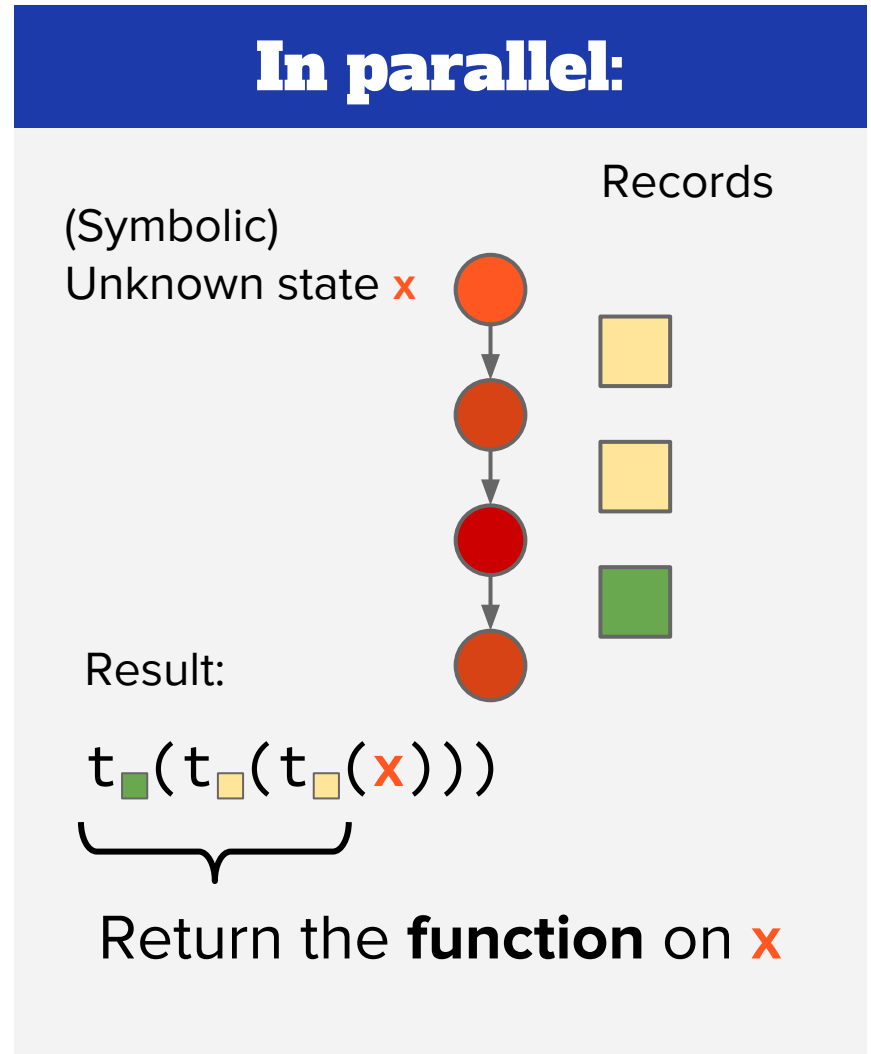 In parallel:
Records
(Symbolic)
Unknown state x
Result:
t (t (t (x)))
Return the function on x